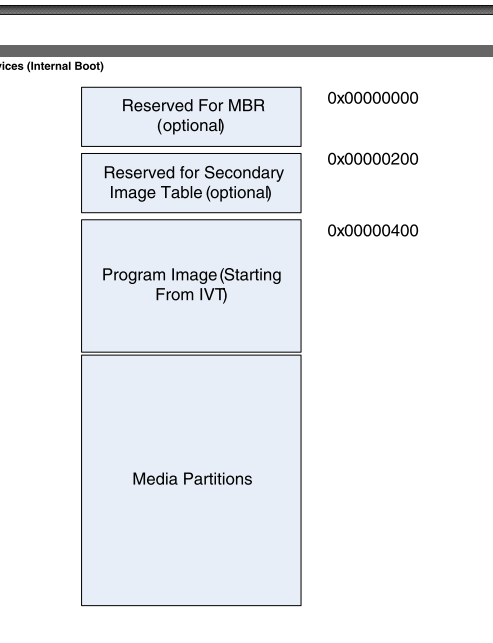 vices (Internal Boot)
Reserved For MBR
(optional)
0x00000000
Reserved for Secondary
Image Table (optional)
0x00000200
Program Image (Starting
From IVT)
0x00000400
Media Partitions